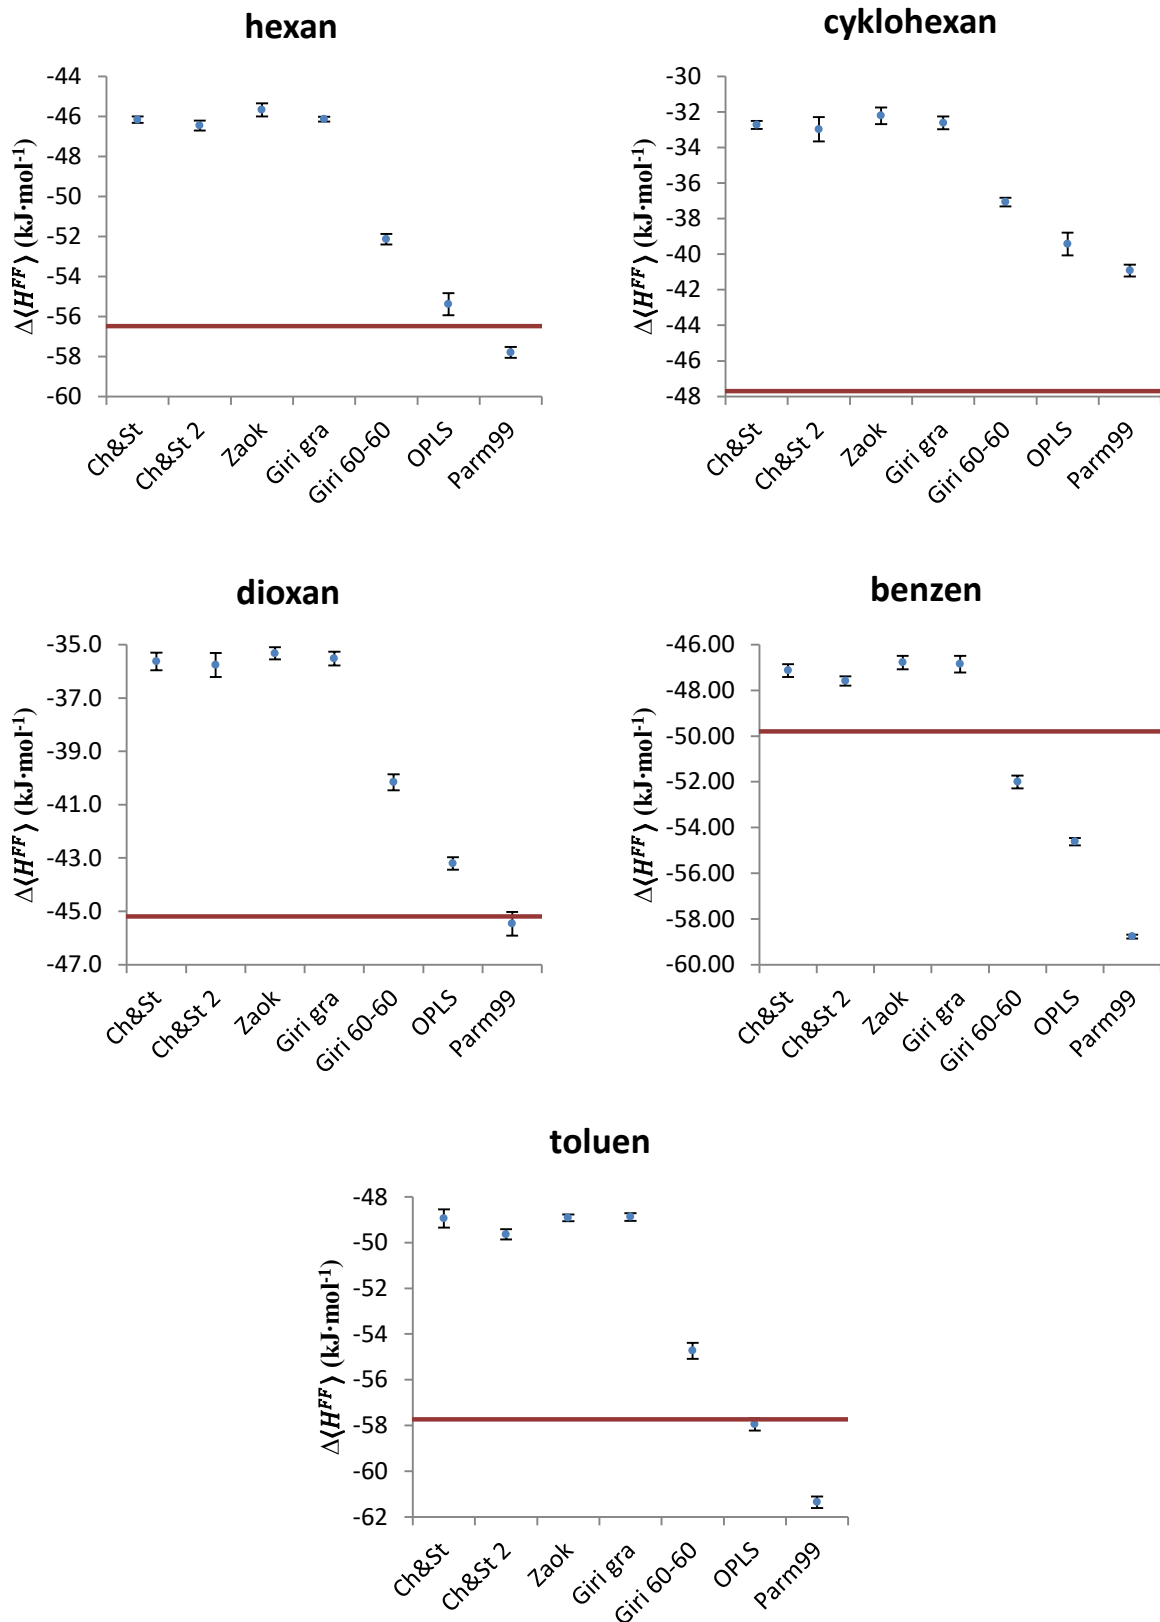 hexan
Δ⟨H^FF⟩ (kJ·mol⁻¹)
-44
-46
-48
-50
-52
-54
-56
-58
-60
Ch&St
Ch&St 2
Zaok
Giri gra
Giri 60-60
OPLS
Parm99
cyklohexan
Δ⟨H^FF⟩ (kJ·mol⁻¹)
-30
-32
-34
-36
-38
-40
-42
-44
-46
-48
Ch&St
Ch&St 2
Zaok
Giri gra
Giri 60-60
OPLS
Parm99
dioxan
Δ⟨H^FF⟩ (kJ·mol⁻¹)
-35.0
-37.0
-39.0
-41.0
-43.0
-45.0
-47.0
Ch&St
Ch&St 2
Zaok
Giri gra
Giri 60-60
OPLS
Parm99
benzen
Δ⟨H^FF⟩ (kJ·mol⁻¹)
-46.00
-48.00
-50.00
-52.00
-54.00
-56.00
-58.00
-60.00
Ch&St
Ch&St 2
Zaok
Giri gra
Giri 60-60
OPLS
Parm99
toluen
Δ⟨H^FF⟩ (kJ·mol⁻¹)
-48
-50
-52
-54
-56
-58
-60
-62
Ch&St
Ch&St 2
Zaok
Giri gra
Giri 60-60
OPLS
Parm99